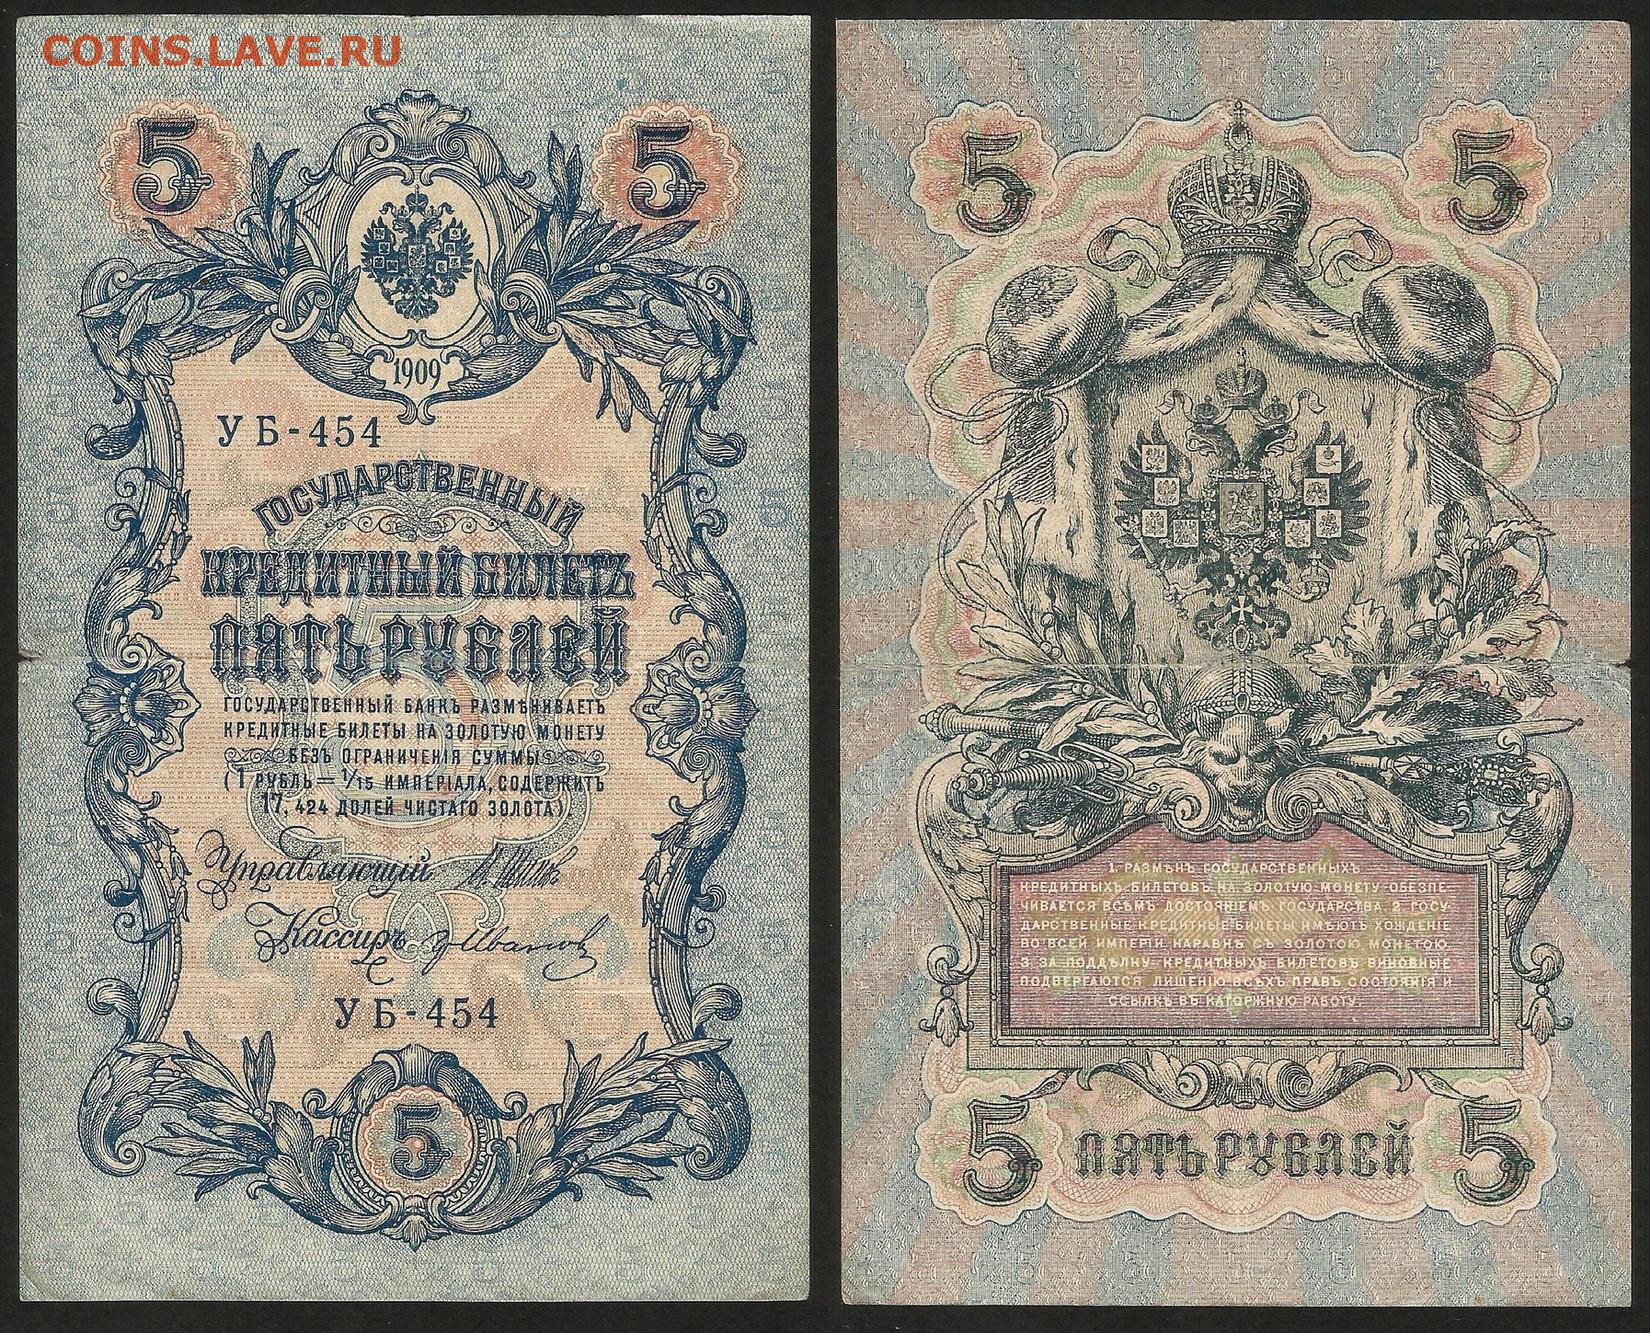 COINS.LAVE.RU
5 5
1909
УБ-454
ГОСУДАРСТВЕННЫЙ
КРЕДИТНЫЙ БИЛЕТЪ
ПЯТЬ РУБЛЕЙ
ГОСУДАРСТВЕННЫЙ БАНКЪ РАЗМѢНИВАЕТЪ
КРЕДИТНЫЕ БИЛЕТЫ НА ЗОЛОТУЮ МОНЕТУ
БЕЗЪ ОГРАНИЧЕНІЯ СУММЫ
(1 РУБЛЬ = 1/15 ИМПЕРІАЛА, СОДЕРЖИТЪ
17,424 ДОЛЕЙ ЧИСТАГО ЗОЛОТА)
Управляющій
Кассиръ
УБ-454
5
5 5
1. РАЗМѢНЪ ГОСУДАРСТВЕННЫХЪ
КРЕДИТНЫХЪ БИЛЕТОВЪ НА ЗОЛОТУЮ МОНЕТУ ОБЕЗПЕ-
ЧИВАЕТСЯ ВСѢМЪ ДОСТОЯНІЕМЪ ГОСУДАРСТВА. 2. ГОСУ-
ДАРСТВЕННЫЕ КРЕДИТНЫЕ БИЛЕТЫ ИМѢЮТЪ ХОЖДЕНІЕ
ВО ВСЕЙ ИМПЕРІИ НАРАВНѢ СЪ ЗОЛОТОЮ МОНЕТОЮ.
3. ЗА ПОДДѢЛКУ КРЕДИТНЫХЪ БИЛЕТОВЪ ВИНОВНЫЕ
ПОДВЕРГАЮТСЯ ЛИШЕНІЮ ВСѢХЪ ПРАВЪ СОСТОЯНІЯ И
ССЫЛКѢ ВЪ КАТОРЖНУЮ РАБОТУ.
5 ПЯТЬ РУБЛЕЙ 5